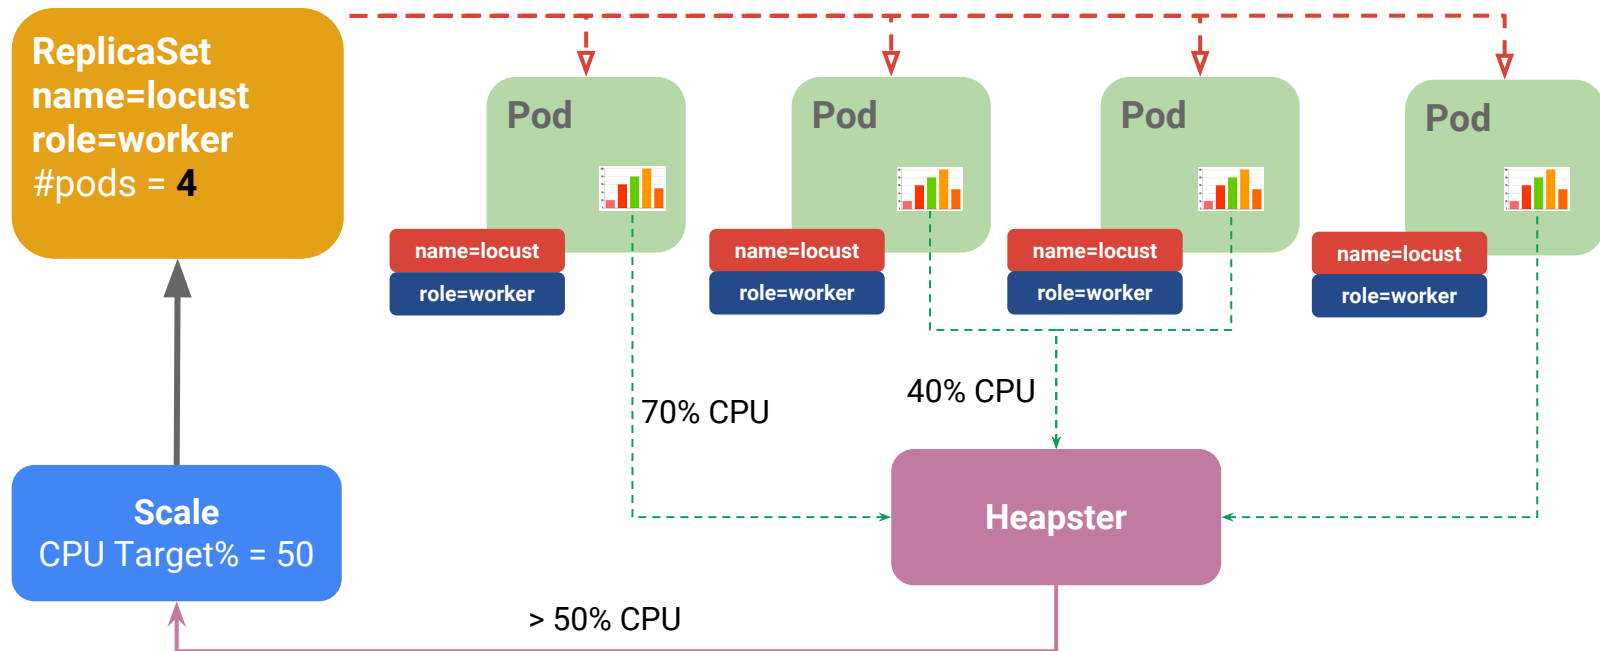 ReplicaSet
name=locust
role=worker
#pods = 4
Pod
Pod
Pod
Pod
name=locust
role=worker
name=locust
role=worker
name=locust
role=worker
name=locust
role=worker
70% CPU
40% CPU
Scale
CPU Target% = 50
Heapster
> 50% CPU